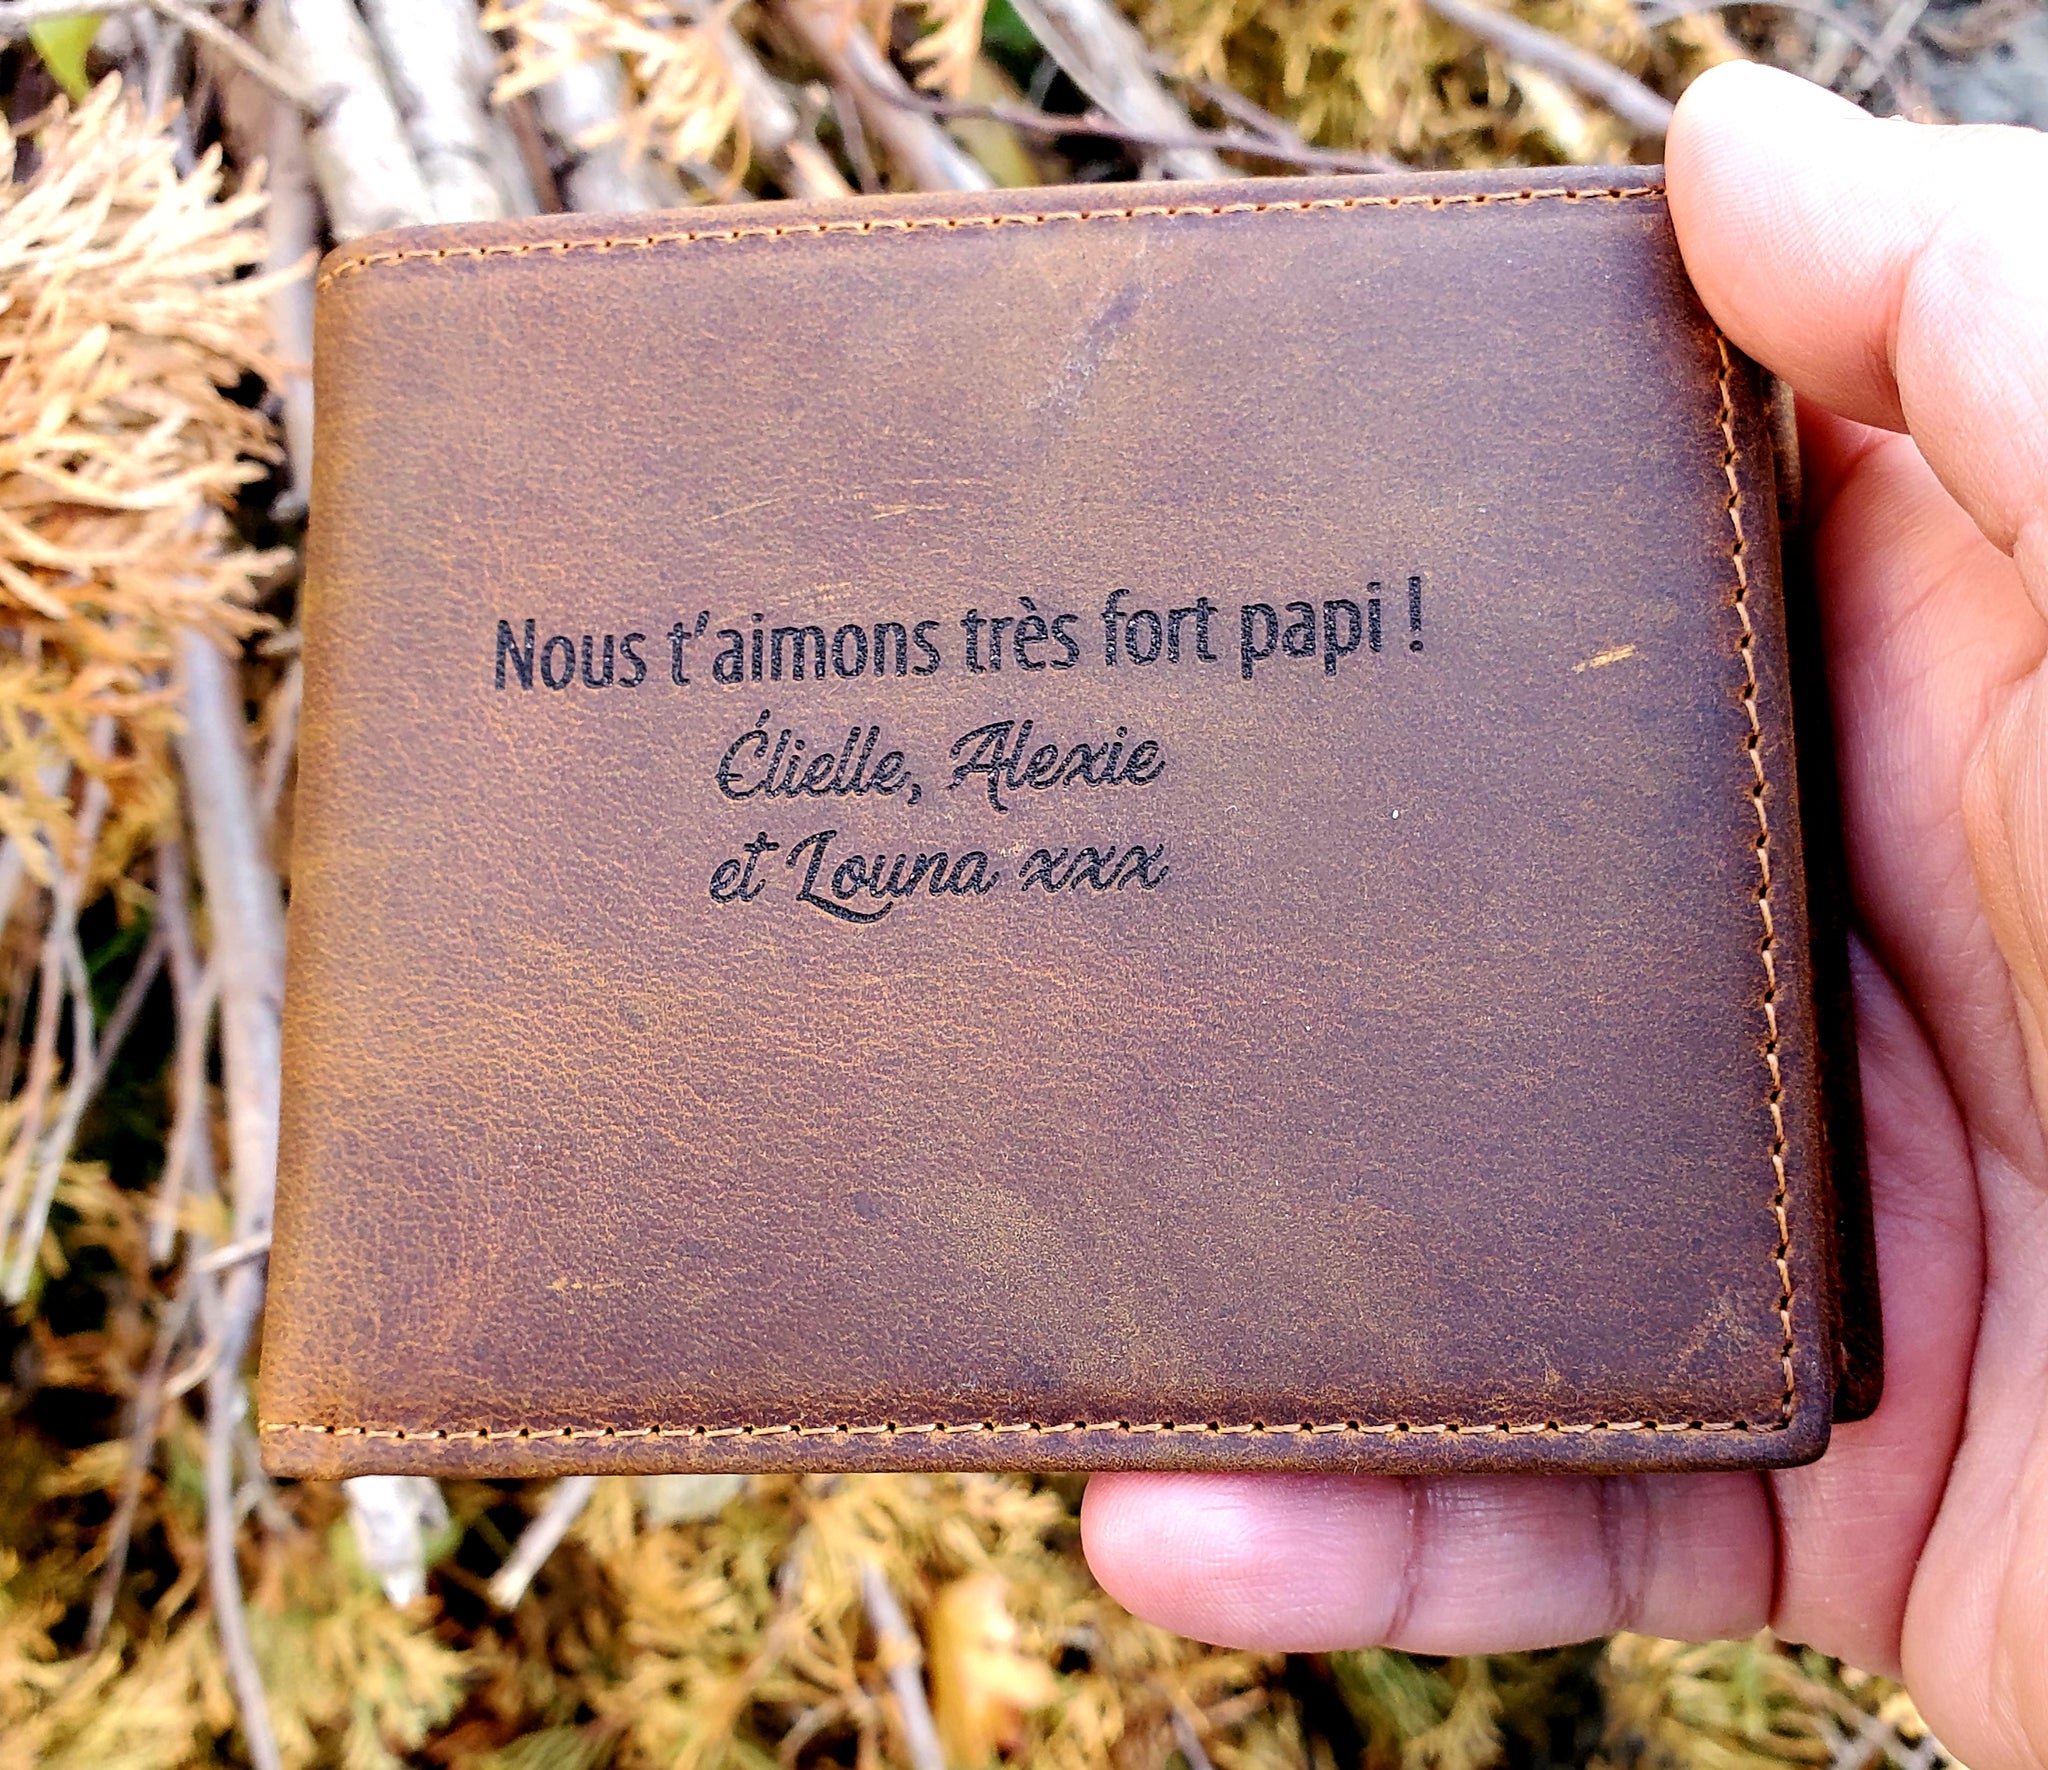 Nous t'aimons très fort papi !
Élielle, Alexie
et Louna xxx